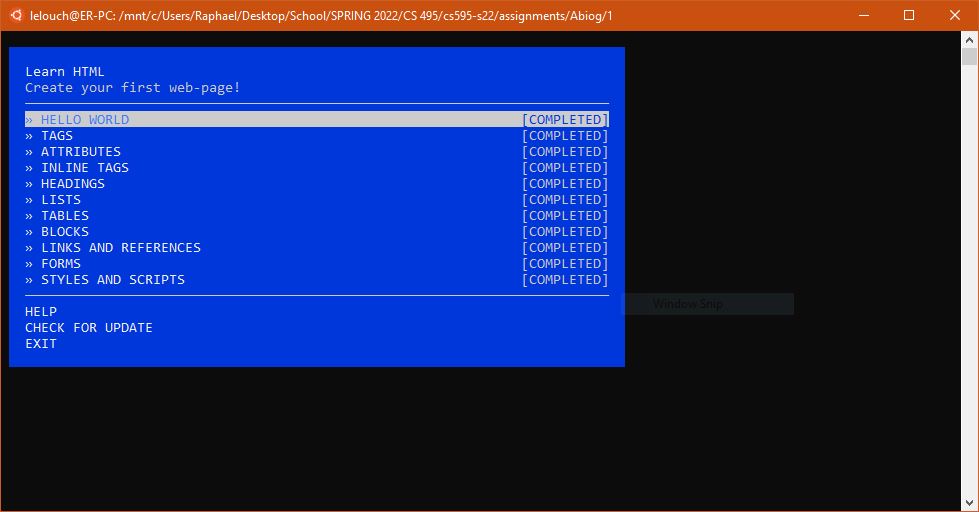 lelouch@ER-PC: /mnt/c/Users/Raphael/Desktop/School/SPRING 2022/CS 495/cs595-s22/assignments/Abiog/1
Learn HTML
Create your first web-page!
» HELLO WORLD [COMPLETED]
» TAGS [COMPLETED]
» ATTRIBUTES [COMPLETED]
» INLINE TAGS [COMPLETED]
» HEADINGS [COMPLETED]
» LISTS [COMPLETED]
» TABLES [COMPLETED]
» BLOCKS [COMPLETED]
» LINKS AND REFERENCES [COMPLETED]
» FORMS [COMPLETED]
» STYLES AND SCRIPTS [COMPLETED]
Window Snip
HELP
CHECK FOR UPDATE
EXIT